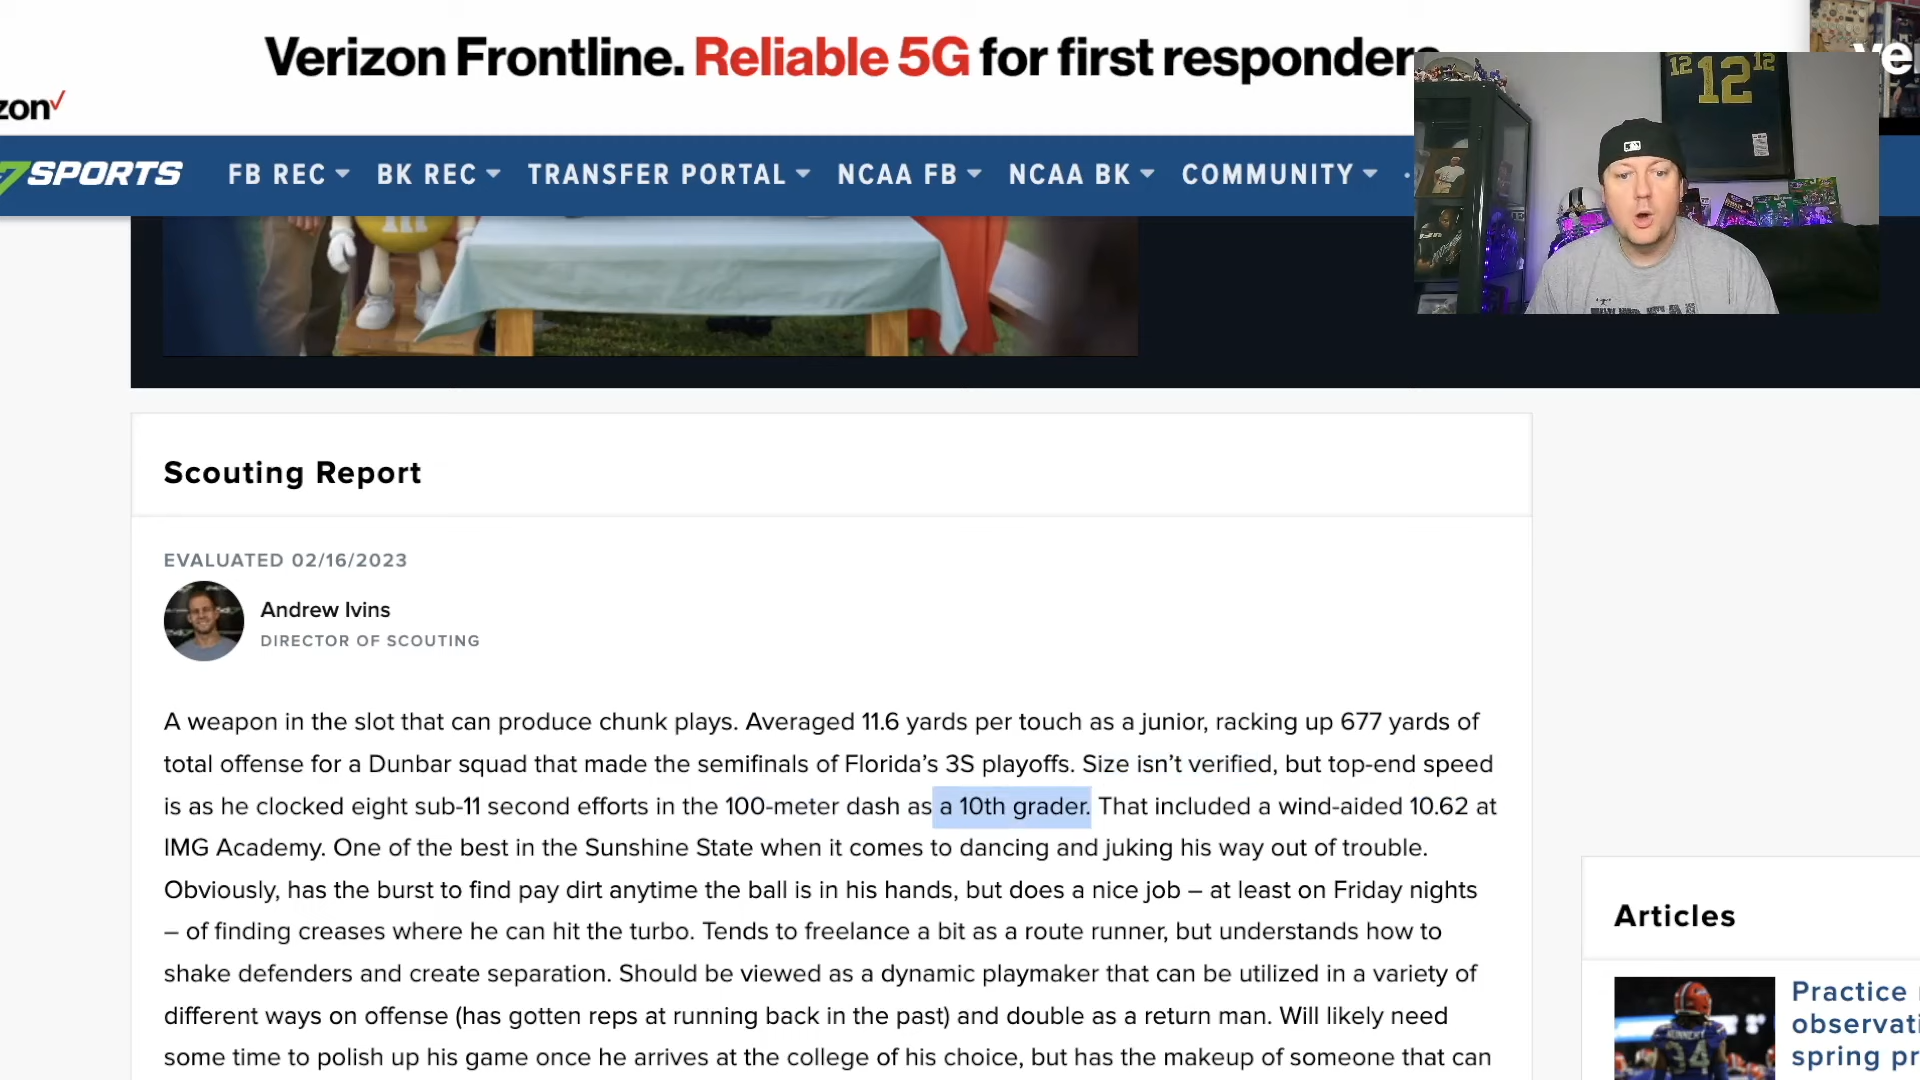 Verizon Frontline. Reliable 5G for first responders
zon
7SPORTS FB REC BK REC TRANSFER PORTAL NCAA FB NCAA BK COMMUNITY
12 12 12
Scouting Report
EVALUATED 02/16/2023
Andrew Ivins
DIRECTOR OF SCOUTING
A weapon in the slot that can produce chunk plays. Averaged 11.6 yards per touch as a junior, racking up 677 yards of
total offense for a Dunbar squad that made the semifinals of Florida’s 3S playoffs. Size isn’t verified, but top-end speed
is as he clocked eight sub-11 second efforts in the 100-meter dash as a 10th grader. That included a wind-aided 10.62 at
IMG Academy. One of the best in the Sunshine State when it comes to dancing and juking his way out of trouble.
Obviously, has the burst to find pay dirt anytime the ball is in his hands, but does a nice job – at least on Friday nights
– of finding creases where he can hit the turbo. Tends to freelance a bit as a route runner, but understands how to
shake defenders and create separation. Should be viewed as a dynamic playmaker that can be utilized in a variety of
different ways on offense (has gotten reps at running back in the past) and double as a return man. Will likely need
some time to polish up his game once he arrives at the college of his choice, but has the makeup of someone that can
Articles
Practice
observati
spring pr
34